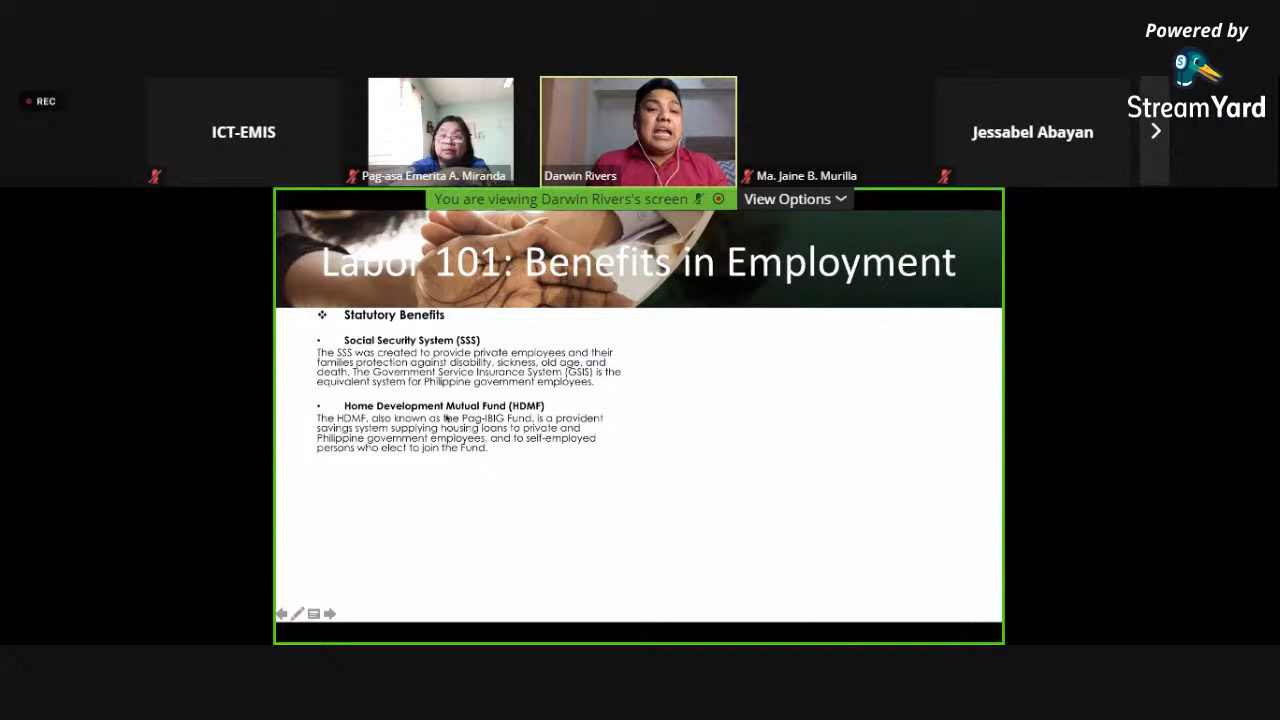 Powered by
StreamYard
REC
ICT-EMIS
Pag-asa Emerita A. Miranda
Darwin Rivers
Ma. Jaine B. Murilla
Jessabel Abayan
You are viewing Darwin Rivers's screen
View Options
Labor 101: Benefits in Employment
❖ Statutory Benefits
• Social Security System (SSS)
The SSS was created to provide private employees and their
families protection against disability, sickness, old age, and
death. The Government Service Insurance System (GSIS) is the
equivalent system for Philippine government employees.
• Home Development Mutual Fund (HDMF)
The HDMF, also known as the Pag-IBIG Fund, is a provident
savings system supplying housing loans to private and
Philippine government employees, and to self-employed
persons who elect to join the Fund.